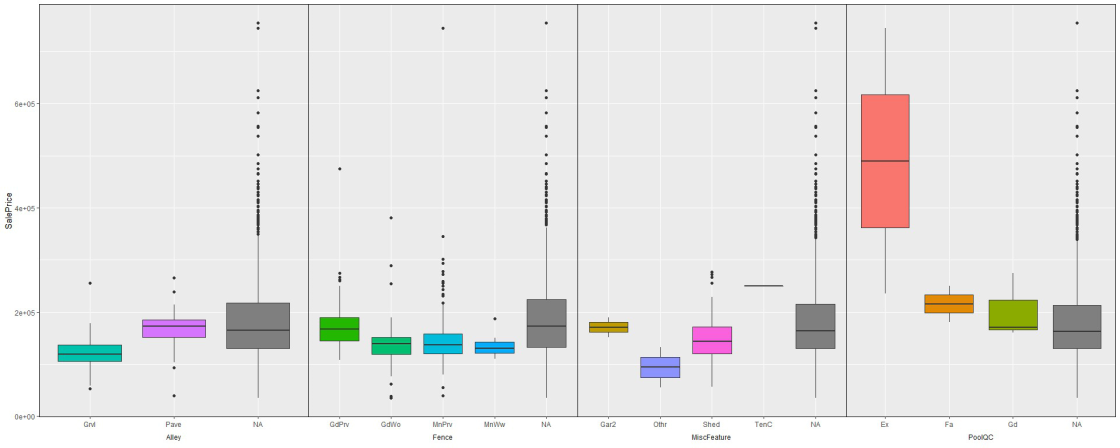 SalePrice
6e+05
4e+05
2e+05
0e+00
Grvl Pave NA GdPrv GdWo MnPrv MnWw NA Gar2 Othr Shed TenC NA Ex Fa Gd NA
Alley Fence MiscFeature PoolQC